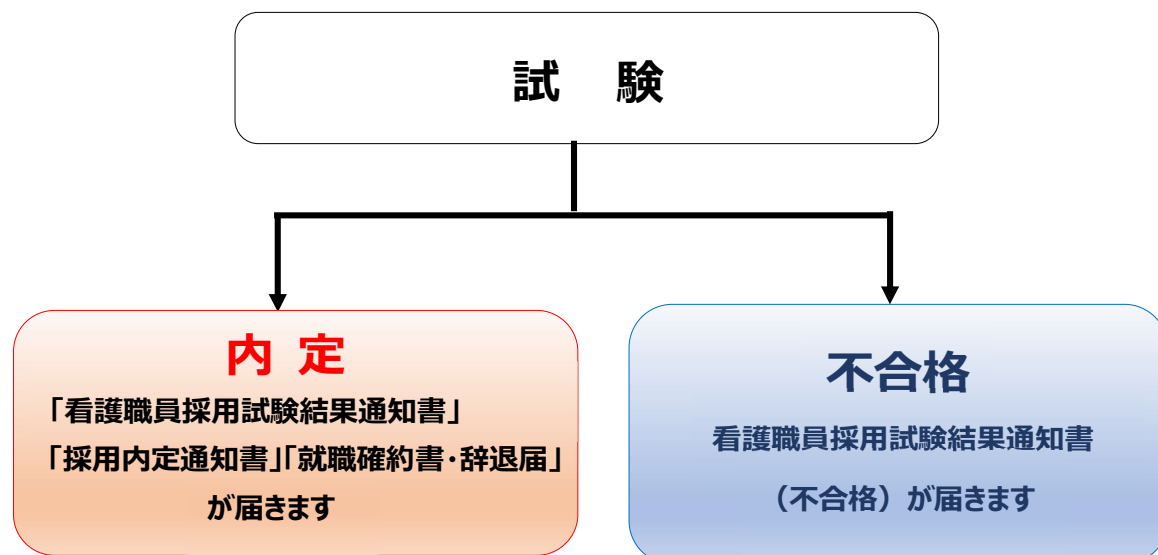 試 験
内 定
「看護職員採用試験結果通知書」
「採用内定通知書」「就職確約書・辞退届」
が届きます
不合格
看護職員採用試験結果通知書
（不合格）が届きます